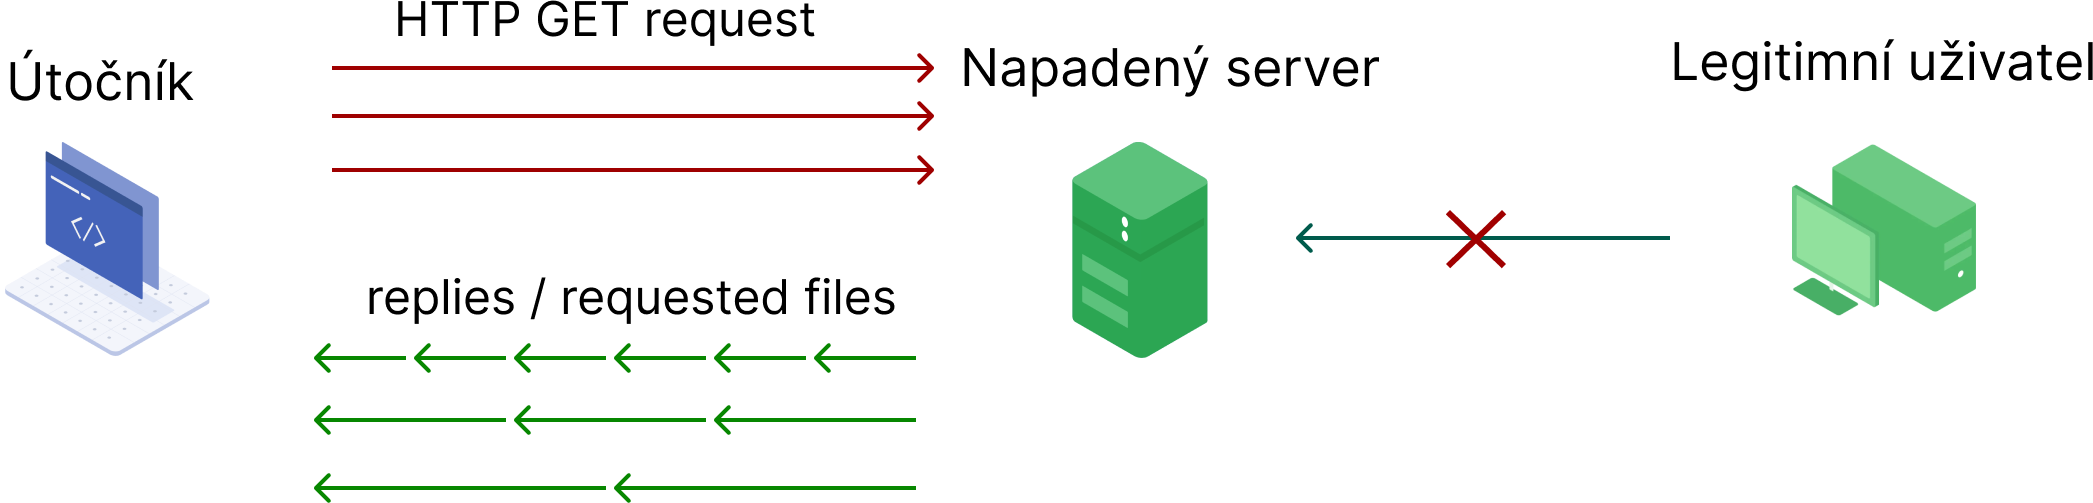 HTTP GET request
Útočník
Napadený server
Legitimní uživatel
</>
replies / requested files